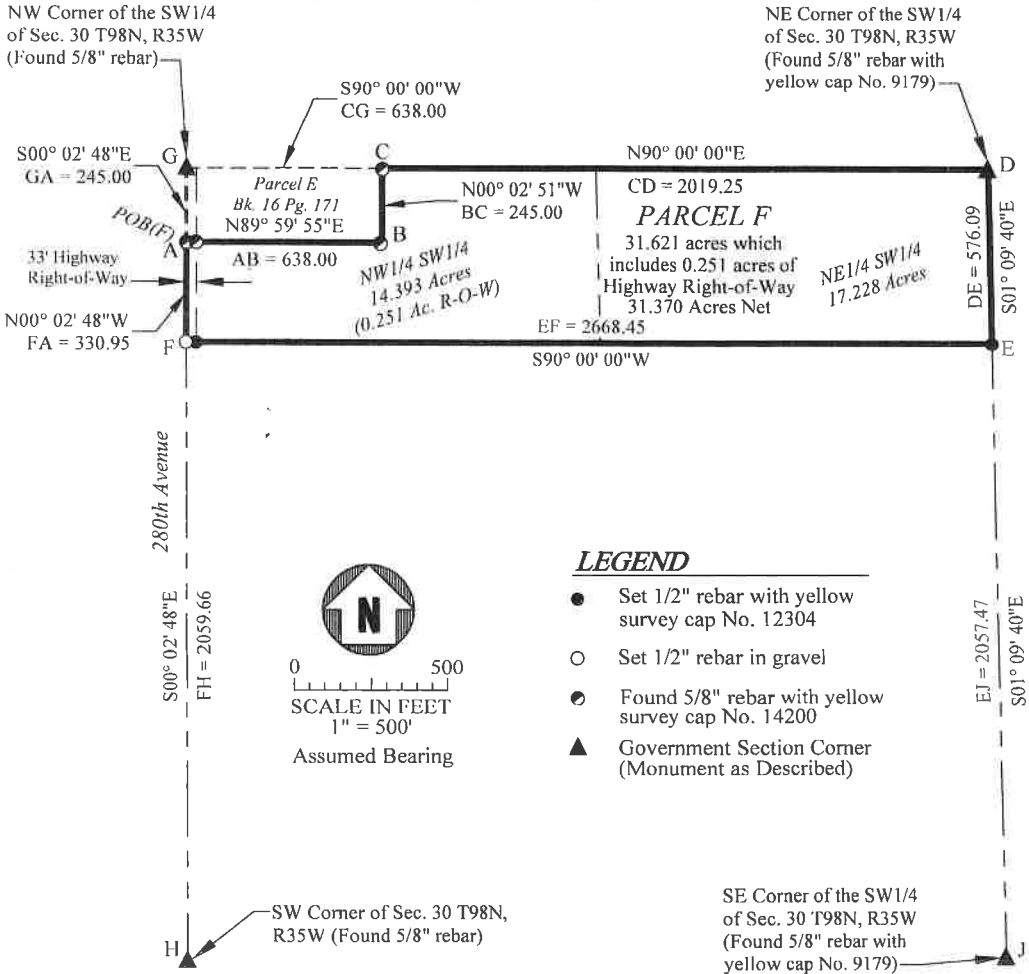 NW Corner of the SW1/4
of Sec. 30 T98N, R35W
(Found 5/8" rebar)
NE Corner of the SW1/4
of Sec. 30 T98N, R35W
(Found 5/8" rebar with
yellow cap No. 9179)
S90° 00' 00"W
CG = 638.00
S00° 02' 48"E
GA = 245.00
G
C
D
N90° 00' 00"E
CD = 2019.25
Parcel E
Bk. 16 Pg. 171
N89° 59' 55"E
AB = 638.00
N00° 02' 51"W
BC = 245.00
POB(F)
A
B
PARCEL F
31.621 acres which
includes 0.251 acres of
Highway Right-of-Way
31.370 Acres Net
NW1/4 SW1/4
14.393 Acres
(0.251 Ac. R-O-W)
NE1/4 SW1/4
17.228 Acres
DE = 576.09
S01° 09' 40"E
33' Highway
Right-of-Way
N00° 02' 48"W
FA = 330.95
F
EF = 2668.45
S90° 00' 00"W
E
280th Avenue
S00° 02' 48"E
FH = 2059.66
N
0 500
SCALE IN FEET
1" = 500'
Assumed Bearing
LEGEND
Set 1/2" rebar with yellow
survey cap No. 12304
Set 1/2" rebar in gravel
Found 5/8" rebar with yellow
survey cap No. 14200
Government Section Corner
(Monument as Described)
EJ = 2057.47
S01° 09' 40"E
H
SW Corner of Sec. 30 T98N,
R35W (Found 5/8" rebar)
SE Corner of the SW1/4
of Sec. 30 T98N, R35W
(Found 5/8" rebar with
yellow cap No. 9179)
J